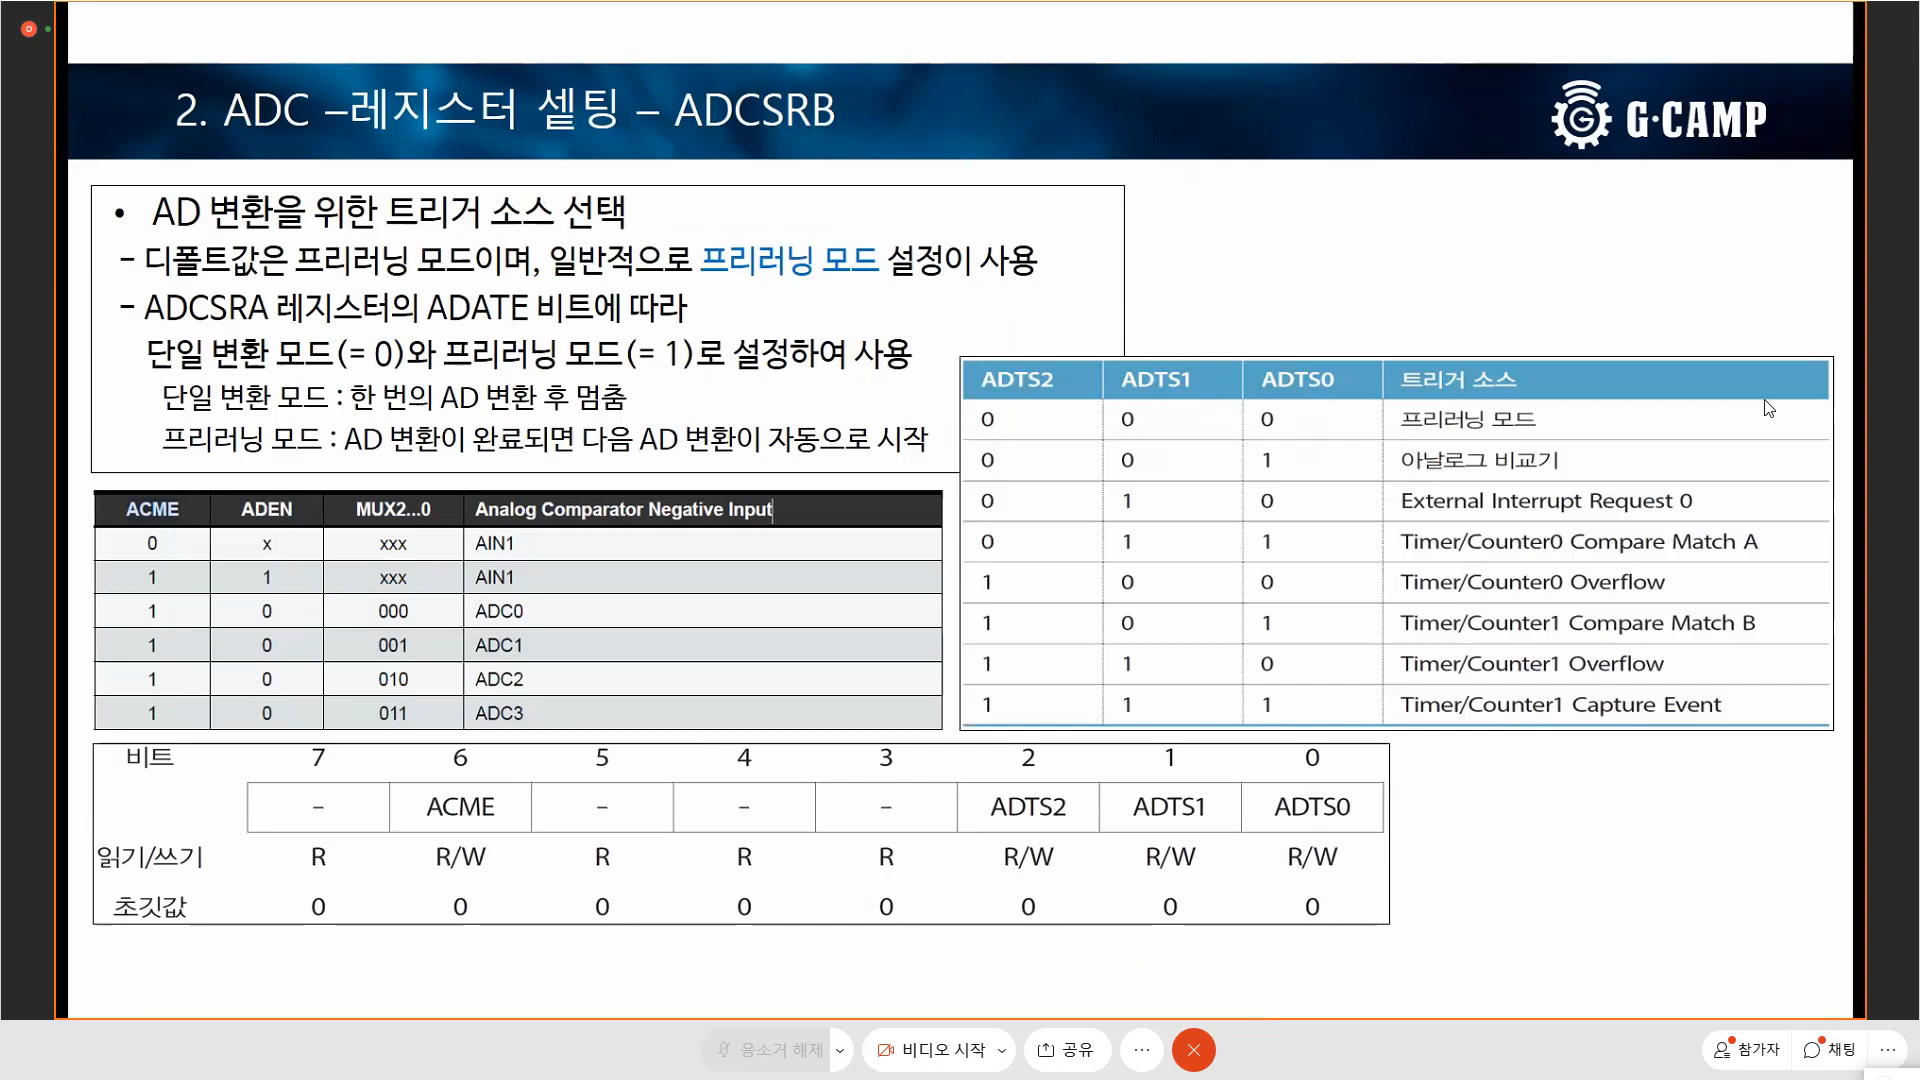 2. ADC –레지스터 셑팅 – ADCSRB
G·CAMP
• AD 변환을 위한 트리거 소스 선택
- 디폴트값은 프리러닝 모드이며, 일반적으로 프리러닝 모드 설정이 사용
- ADCSRA 레지스터의 ADATE 비트에 따라
단일 변환 모드(= 0)와 프리러닝 모드(= 1)로 설정하여 사용
단일 변환 모드 : 한 번의 AD 변환 후 멈춤
프리러닝 모드 : AD 변환이 완료되면 다음 AD 변환이 자동으로 시작
ADTS2 ADTS1 ADTS0 트리거 소스
0 0 0 프리러닝 모드
0 0 1 아날로그 비교기
0 1 0 External Interrupt Request 0
0 1 1 Timer/Counter0 Compare Match A
1 0 0 Timer/Counter0 Overflow
1 0 1 Timer/Counter1 Compare Match B
1 1 0 Timer/Counter1 Overflow
1 1 1 Timer/Counter1 Capture Event
ACME ADEN MUX2...0 Analog Comparator Negative Input
0 x xxx AIN1
1 1 xxx AIN1
1 0 000 ADC0
1 0 001 ADC1
1 0 010 ADC2
1 0 011 ADC3
비트 7 6 5 4 3 2 1 0
– ACME – – – ADTS2 ADTS1 ADTS0
읽기/쓰기 R R/W R R R R/W R/W R/W
초깃값 0 0 0 0 0 0 0 0
음소거 해제 비디오 시작 공유 ... 참가자 채팅 ...